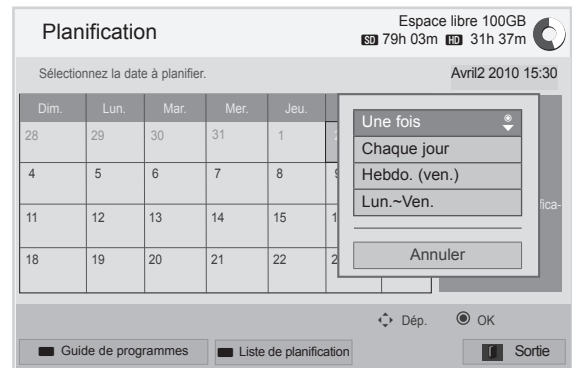 Planification
Espace libre 100GB
SD 79h 03m HD 31h 37m
Sélectionnez la date à planifier.
Avril2 2010 15:30
Dim. Lun. Mar. Mer. Jeu.
28 29 30 31 1
4 5 6 7 8
11 12 13 14 15
18 19 20 21 22
Une fois
Chaque jour
Hebdo. (ven.)
Lun.~Ven.
Annuler
fica-
Dép. OK
Guide de programmes Liste de planification Sortie